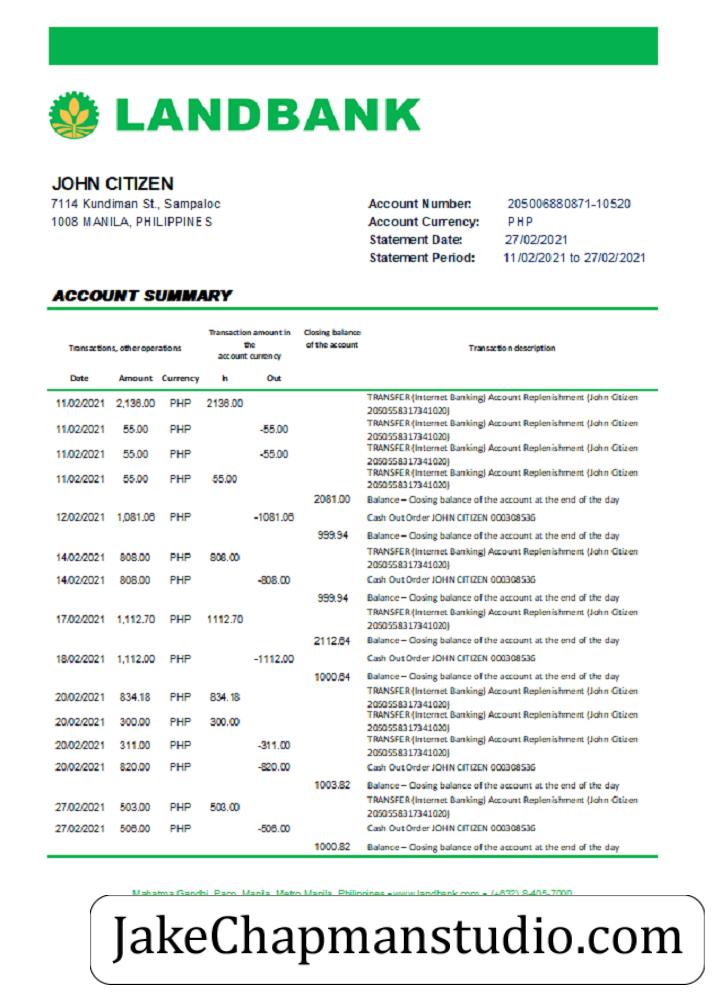 LANDBANK
JOHN CITIZEN
7114 Kundiman St., Sampaloc
1008 MANILA, PHILIPPINES
Account Number: 205006880871-10520
Account Currency: PHP
Statement Date: 27/02/2021
Statement Period: 11/02/2021 to 27/02/2021
ACCOUNT SUMMARY
Transactions, other operations
Transaction amount in
the
account currency
Closing balance
of the account
Transaction description
Date Amount Currency In Out
11/02/2021 2,136.00 PHP 2136.00 TRANSFER (Internet Banking) Account Replenishment (John Citizen
2050558317341020)
11/02/2021 55.00 PHP -55.00 TRANSFER (Internet Banking) Account Replenishment (John Citizen
2050558317341020)
11/02/2021 55.00 PHP -55.00 TRANSFER (Internet Banking) Account Replenishment (John Citizen
2050558317341020)
11/02/2021 55.00 PHP 55.00 TRANSFER (Internet Banking) Account Replenishment (John Citizen
2050558317341020)
2081.00 Balance – Closing balance of the account at the end of the day
12/02/2021 1,081.06 PHP -1081.06 Cash Out Order JOHN CITIZEN 000308536
999.94 Balance – Closing balance of the account at the end of the day
14/02/2021 808.00 PHP 808.00 TRANSFER (Internet Banking) Account Replenishment (John Citizen
2050558317341020)
14/02/2021 808.00 PHP -808.00 Cash Out Order JOHN CITIZEN 000308536
999.94 Balance – Closing balance of the account at the end of the day
17/02/2021 1,112.70 PHP 1112.70 TRANSFER (Internet Banking) Account Replenishment (John Citizen
2050558317341020)
2112.64 Balance – Closing balance of the account at the end of the day
18/02/2021 1,112.00 PHP -1112.00 Cash Out Order JOHN CITIZEN 000308536
1000.64 Balance – Closing balance of the account at the end of the day
20/02/2021 834.18 PHP 834.18 TRANSFER (Internet Banking) Account Replenishment (John Citizen
2050558317341020)
20/02/2021 300.00 PHP 300.00 TRANSFER (Internet Banking) Account Replenishment (John Citizen
2050558317341020)
20/02/2021 311.00 PHP -311.00 TRANSFER (Internet Banking) Account Replenishment (John Citizen
2050558317341020)
20/02/2021 820.00 PHP -820.00 Cash Out Order JOHN CITIZEN 000308536
1003.82 Balance – Closing balance of the account at the end of the day
27/02/2021 503.00 PHP 503.00 TRANSFER (Internet Banking) Account Replenishment (John Citizen
2050558317341020)
27/02/2021 506.00 PHP -506.00 Cash Out Order JOHN CITIZEN 000308536
1000.82 Balance – Closing balance of the account at the end of the day
Mahatma Gandhi, Paco, Manila, Metro Manila, Philippines •www.landbank.com • (+632) 8-405-7000
JakeChapmanstudio.com